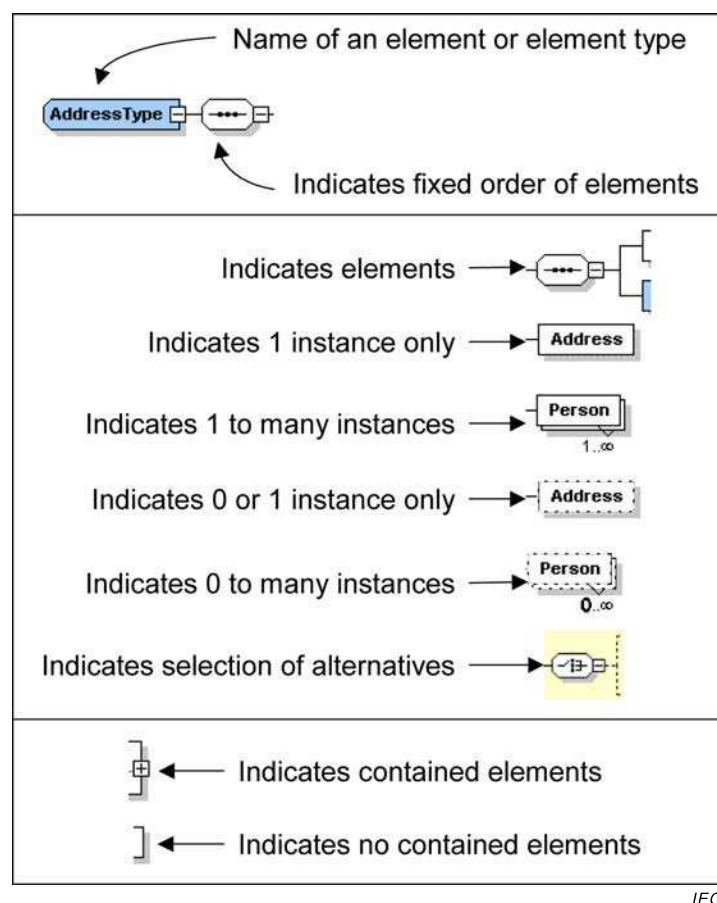 Name of an element or element type
AddressType
Indicates fixed order of elements
Indicates elements
Indicates 1 instance only
Address
Indicates 1 to many instances
Person
1..∞
Indicates 0 or 1 instance only
Address
Indicates 0 to many instances
Person
0..∞
Indicates selection of alternatives
Indicates contained elements
Indicates no contained elements
IEC